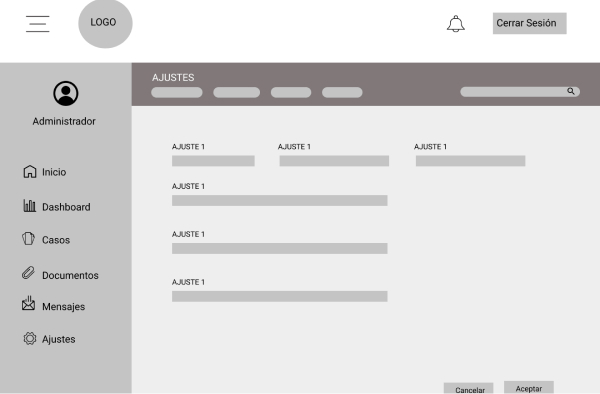 LOGO
Cerrar Sesión
AJUSTES
Administrador
Inicio
Dashboard
Casos
Documentos
Mensajes
Ajustes
AJUSTE 1
AJUSTE 1
AJUSTE 1
AJUSTE 1
AJUSTE 1
AJUSTE 1
Cancelar
Aceptar